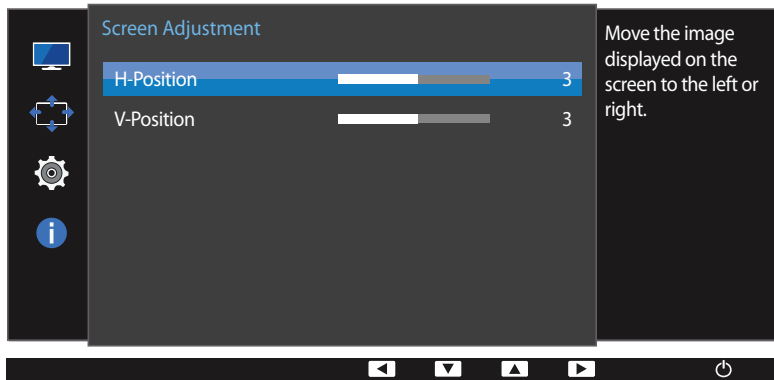 Screen Adjustment
H-Position 3
V-Position 3
Move the image
displayed on the
screen to the left or
right.